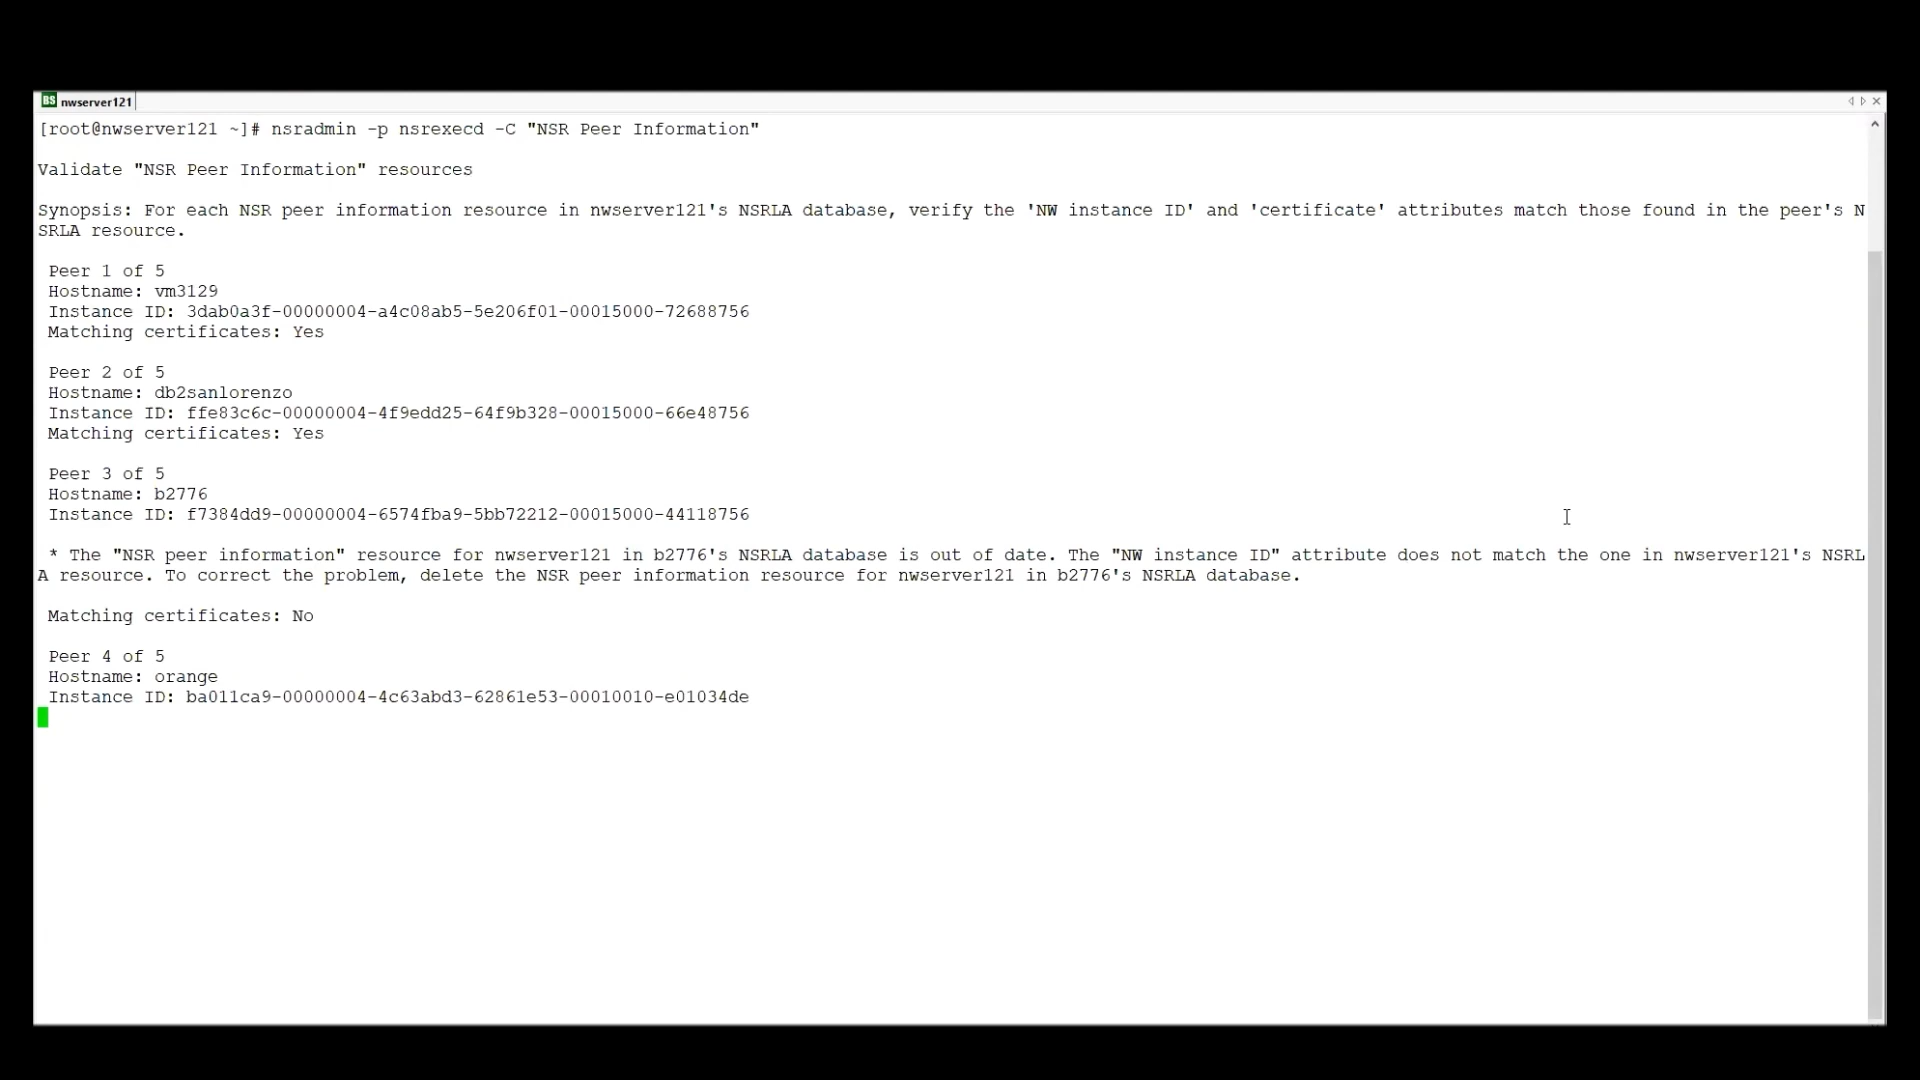 BS nwserver121
[root@nwserver121 ~]# nsradmin -p nsrexecd -C "NSR Peer Information"
Validate "NSR Peer Information" resources
Synopsis: For each NSR peer information resource in nwserver121's NSRLA database, verify the 'NW instance ID' and 'certificate' attributes match those found in the peer's N
SRLA resource.
Peer 1 of 5
Hostname: vm3129
Instance ID: 3dab0a3f-00000004-a4c08ab5-5e206f01-00015000-72688756
Matching certificates: Yes
Peer 2 of 5
Hostname: db2sanlorenzo
Instance ID: ffe83c6c-00000004-4f9edd25-64f9b328-00015000-66e48756
Matching certificates: Yes
Peer 3 of 5
Hostname: b2776
Instance ID: f7384dd9-00000004-6574fba9-5bb72212-00015000-44118756
* The "NSR peer information" resource for nwserver121 in b2776's NSRLA database is out of date. The "NW instance ID" attribute does not match the one in nwserver121's NSRL
A resource. To correct the problem, delete the NSR peer information resource for nwserver121 in b2776's NSRLA database.
Matching certificates: No
Peer 4 of 5
Hostname: orange
Instance ID: ba011ca9-00000004-4c63abd3-62861e53-00010010-e01034de